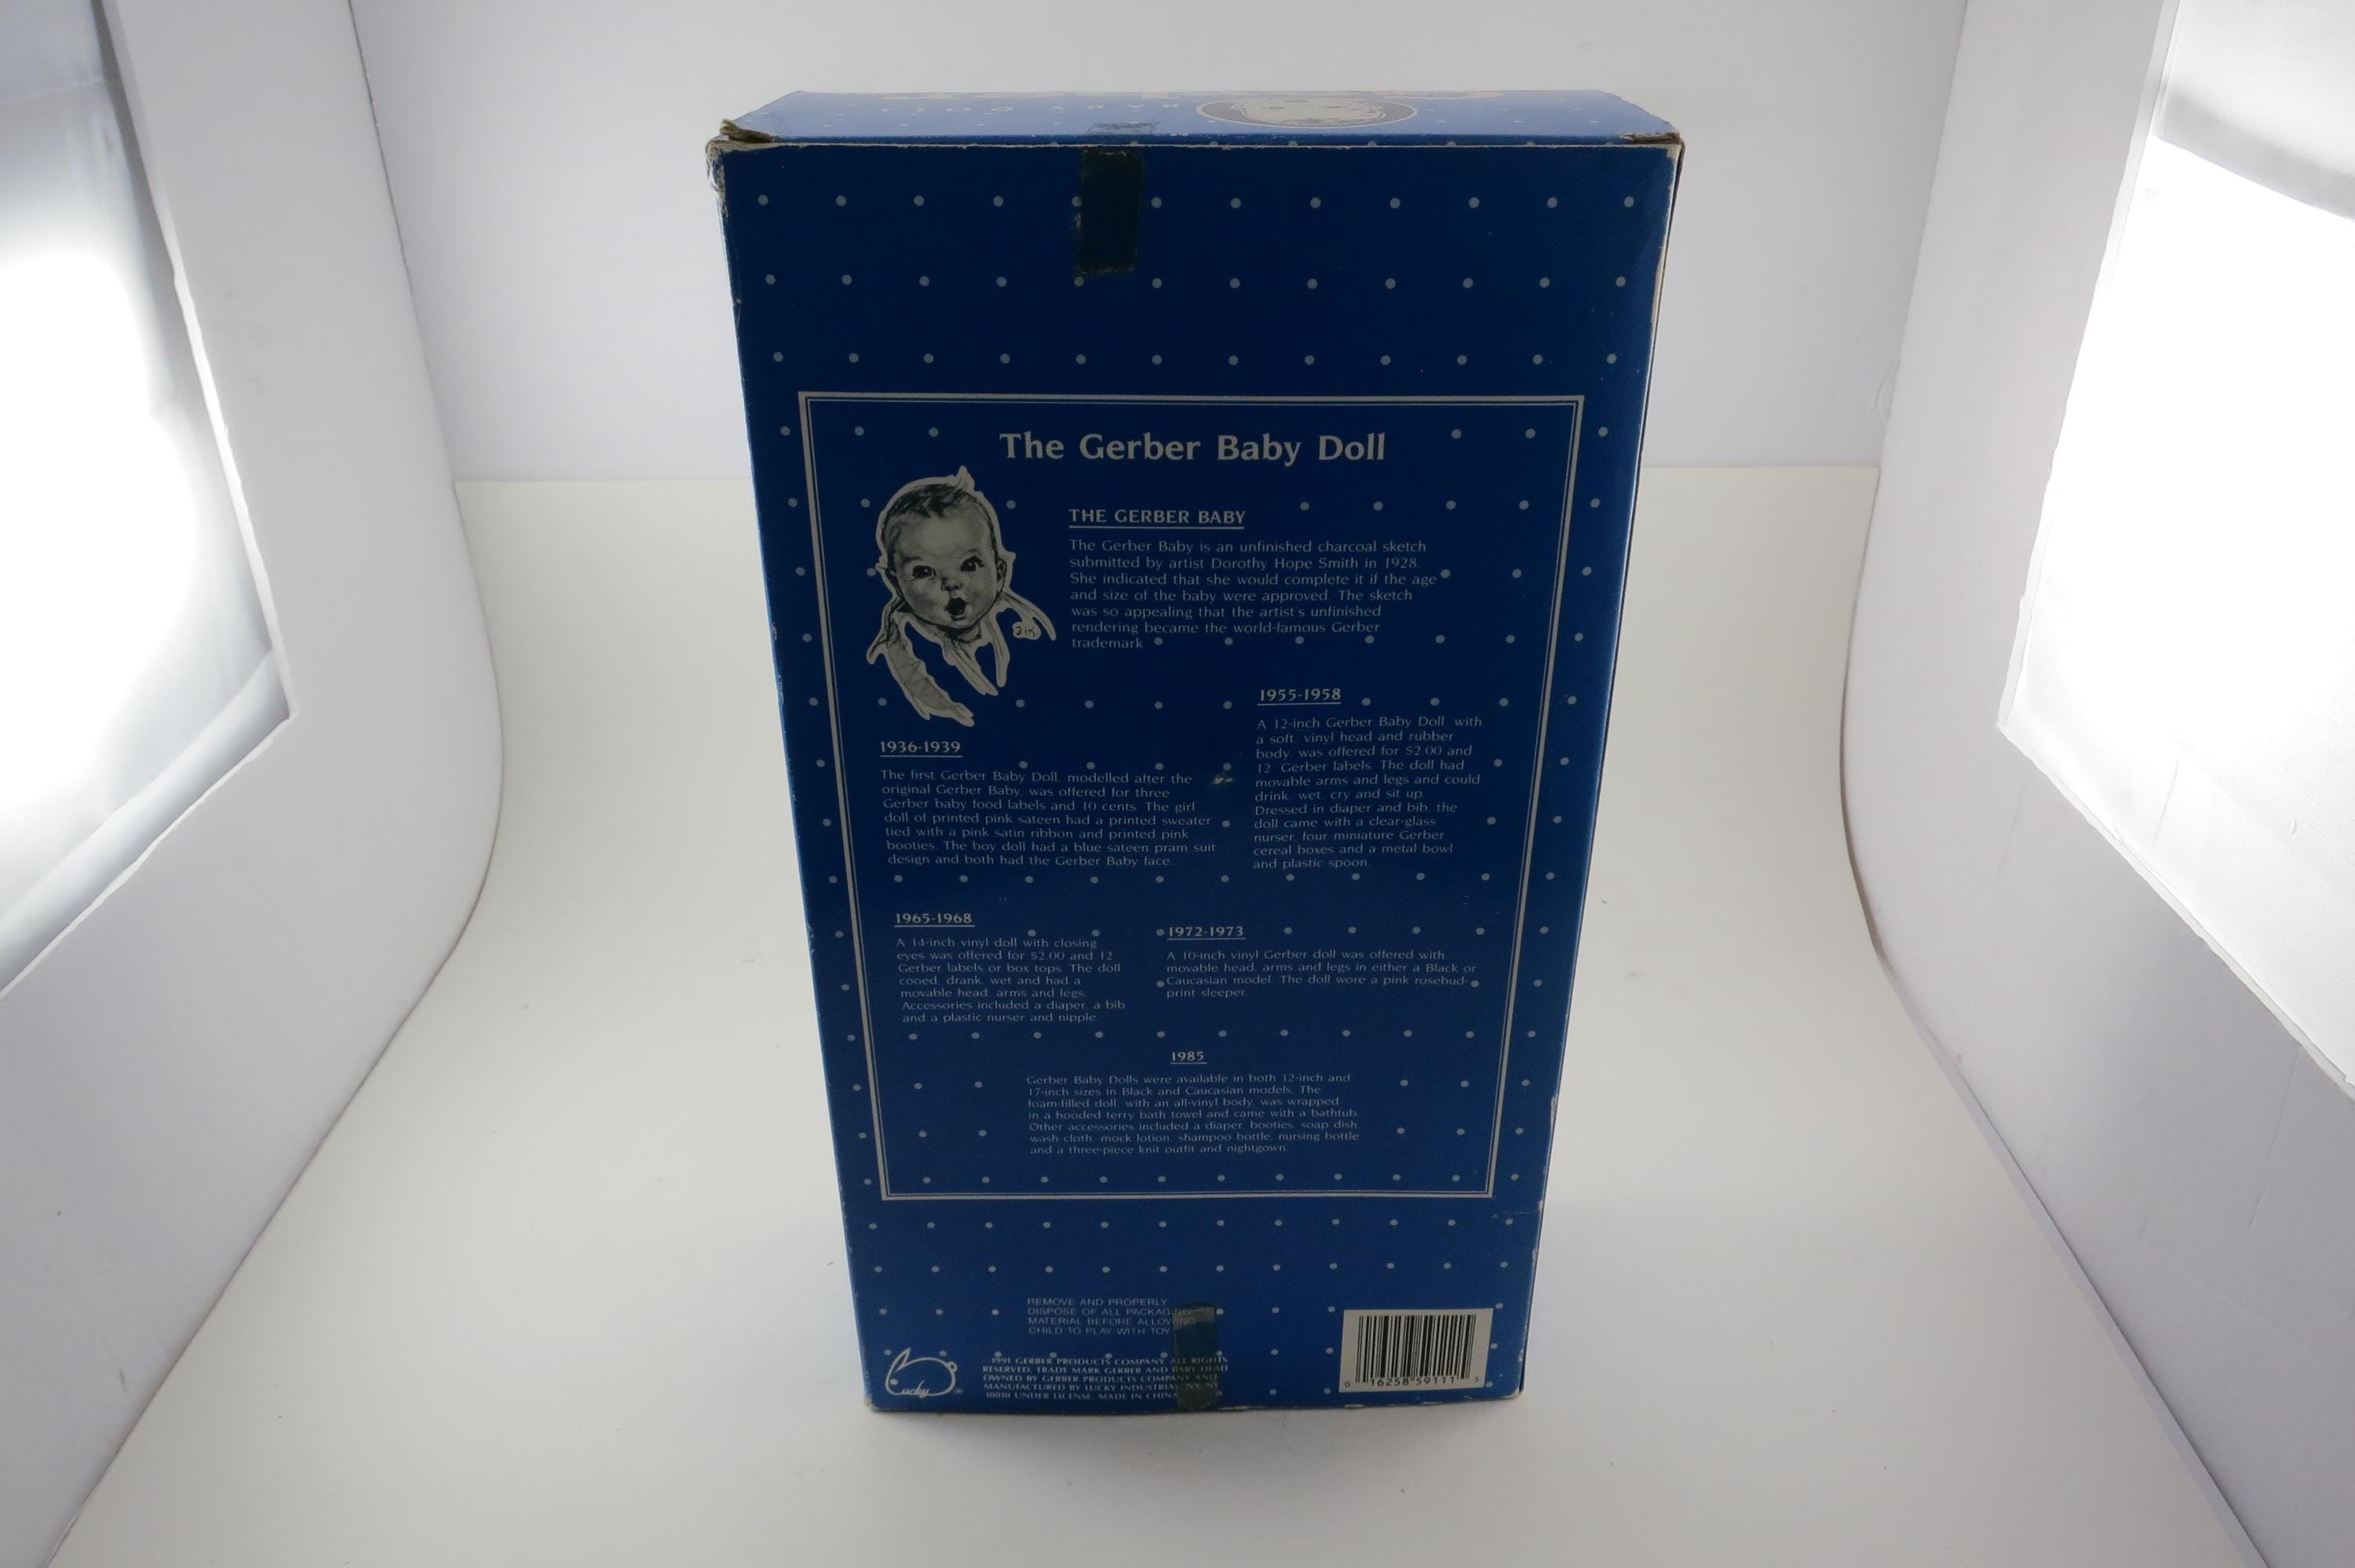 BABY DOLL
The Gerber Baby Doll
THE GERBER BABY
The Gerber Baby is an unfinished charcoal sketch
submitted by artist Dorothy Hope Smith in 1928.
She indicated that she would complete it if the age
and size of the baby were approved. The sketch
was so appealing that the artist's unfinished
rendering became the world-famous Gerber
trademark.
1936-1939
The first Gerber Baby Doll, modelled after the
original Gerber Baby, was offered for three
Gerber baby food labels and 10 cents. The girl
doll of printed pink sateen had a printed sweater
tied with a pink satin ribbon and printed pink
booties. The boy doll had a blue sateen pram suit
design and both had the Gerber Baby face.
1955-1958
A 12-inch Gerber Baby Doll, with
a soft, vinyl head and rubber
body, was offered for $2.00 and
12 Gerber labels. The doll had
movable arms and legs and could
drink, wet, cry and sit up.
Dressed in diaper and bib, the
doll came with a clear-glass
nurser, four miniature Gerber
cereal boxes and a metal bowl
and plastic spoon.
1965-1968
A 14-inch vinyl doll with closing
eyes was offered for $2.00 and 12
Gerber labels or box tops. The doll
cooed, drank, wet and had a
movable head, arms and legs.
Accessories included a diaper, a bib
and a plastic nurser and nipple.
1972-1973
A 10-inch vinyl Gerber doll was offered with
movable head, arms and legs in either a Black or
Caucasian model. The doll wore a pink rosebud-
print sleeper.
1985
Gerber Baby Dolls were available in both 12-inch and
17-inch sizes in Black and Caucasian models. The
foam-filled doll, with an all-vinyl body, was wrapped
in a hooded terry bath towel and came with a bathtub.
Other accessories included a diaper, booties, soap dish,
wash cloth, mock lotion, shampoo bottle, nursing bottle
and a three-piece knit outfit and nightgown.
REMOVE AND PROPERLY
DISPOSE OF ALL PACKAGING
MATERIAL BEFORE ALLOWING
CHILD TO PLAY WITH TOY
Lucky ®
GERBER PRODUCTS COMPANY. ALL RIGHTS
RESERVED. TRADE MARK GERBER AND BABY HEAD
OWNED BY GERBER PRODUCTS COMPANY AND
MANUFACTURED BY LUCKY INDUSTRIAL NY, NY
10010 UNDER LICENSE. MADE IN CHINA
0 16258 59111 5